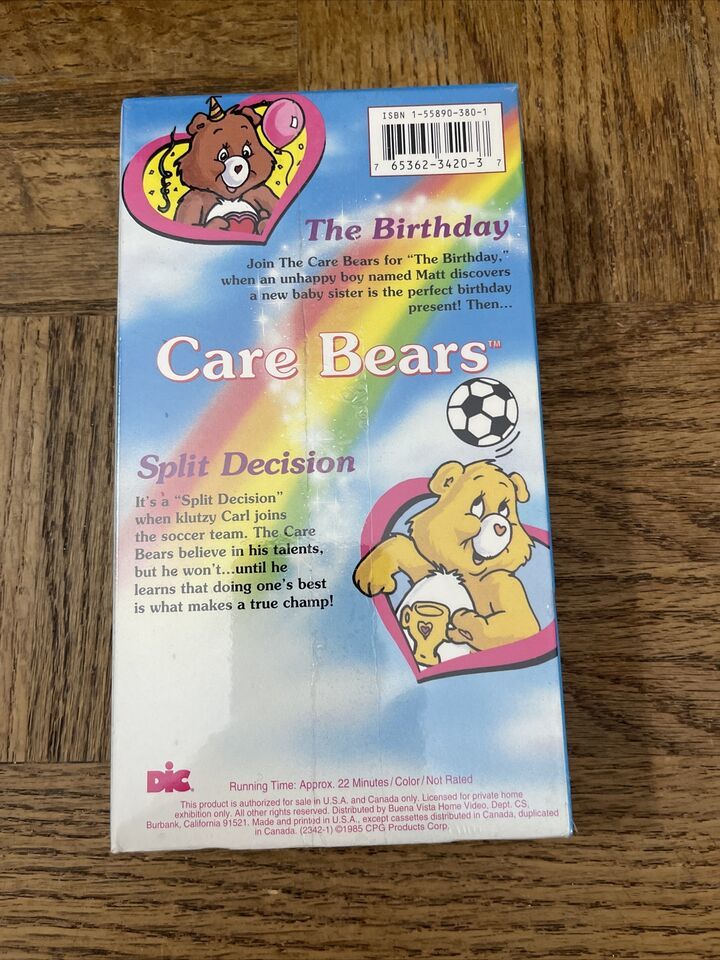 ISBN 1-55890-380-1
7 65362-3420-3 7
The Birthday
Join The Care Bears for "The Birthday,"
when an unhappy boy named Matt discovers
a new baby sister is the perfect birthday
present! Then...
Care Bears™
Split Decision
It's a "Split Decision"
when klutzy Carl joins
the soccer team. The Care
Bears believe in his talents,
but he won't...until he
learns that doing one's best
is what makes a true champ!
DIC
Running Time: Approx. 22 Minutes/Color/Not Rated
This product is authorized for sale in U.S.A. and Canada only. Licensed for private home
exhibition only. All other rights reserved. Distributed by Buena Vista Home Video, Dept. CS,
Burbank, California 91521. Made and printed in U.S.A., except cassettes distributed in Canada, duplicated
in Canada. (2342-1) ©1985 CPG Products Corp.